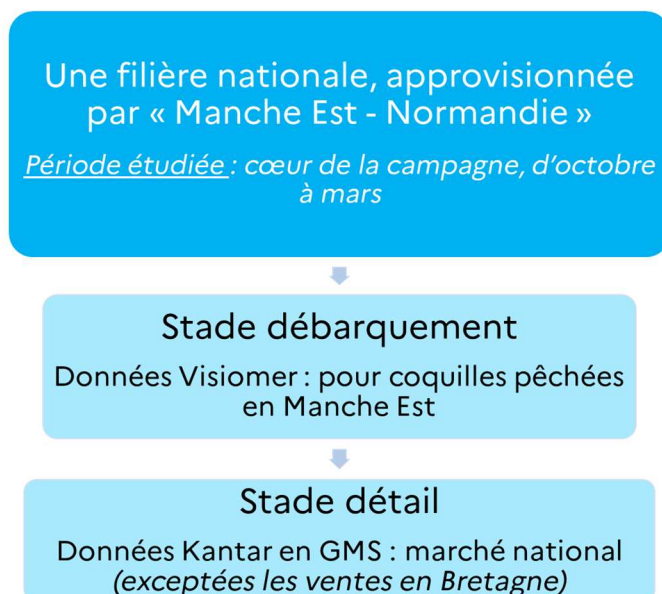 Une filière nationale, approvisionnée
par « Manche Est - Normandie »
Période étudiée : cœur de la campagne, d'octobre
à mars
Stade débarquement
Données Visiomer : pour coquilles pêchées
en Manche Est
Stade détail
Données Kantar en GMS : marché national
(exceptées les ventes en Bretagne)